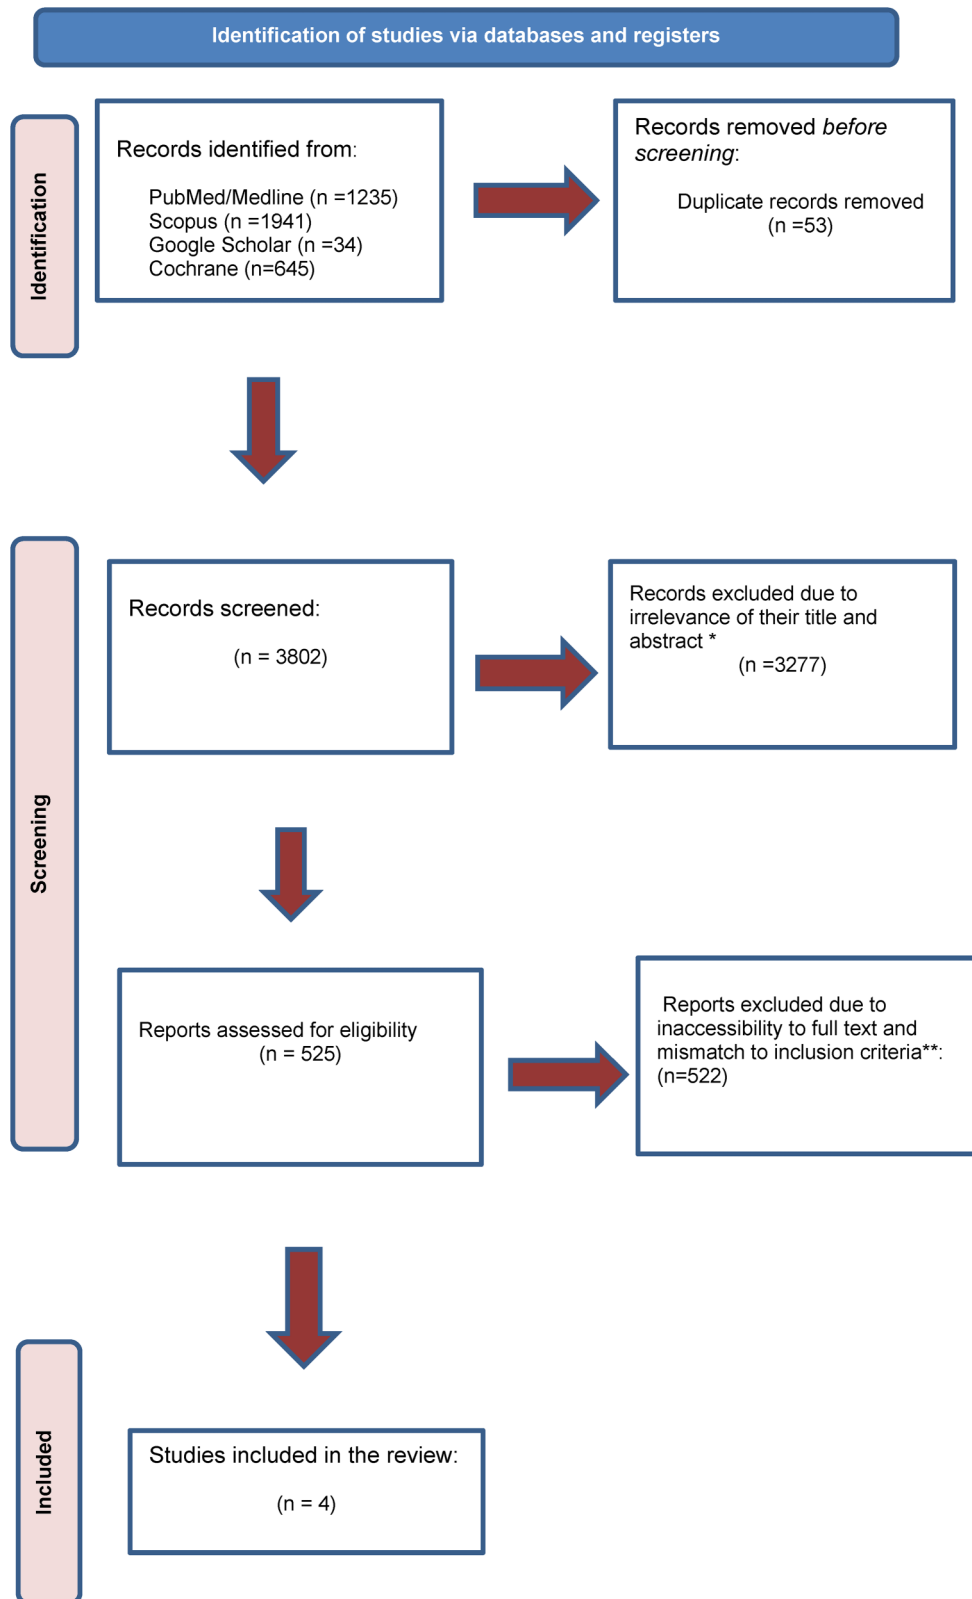 Identification of studies via databases and registers
Identification
Records identified from:
PubMed/Medline (n =1235)
Scopus (n =1941)
Google Scholar (n =34)
Cochrane (n=645)
Records removed before
screening:
Duplicate records removed
(n =53)
Screening
Records screened:
(n = 3802)
Records excluded due to
irrelevance of their title and
abstract *
(n =3277)
Reports assessed for eligibility
(n = 525)
Reports excluded due to
inaccessibility to full text and
mismatch to inclusion criteria**:
(n=522)
Included
Studies included in the review:
(n = 4)